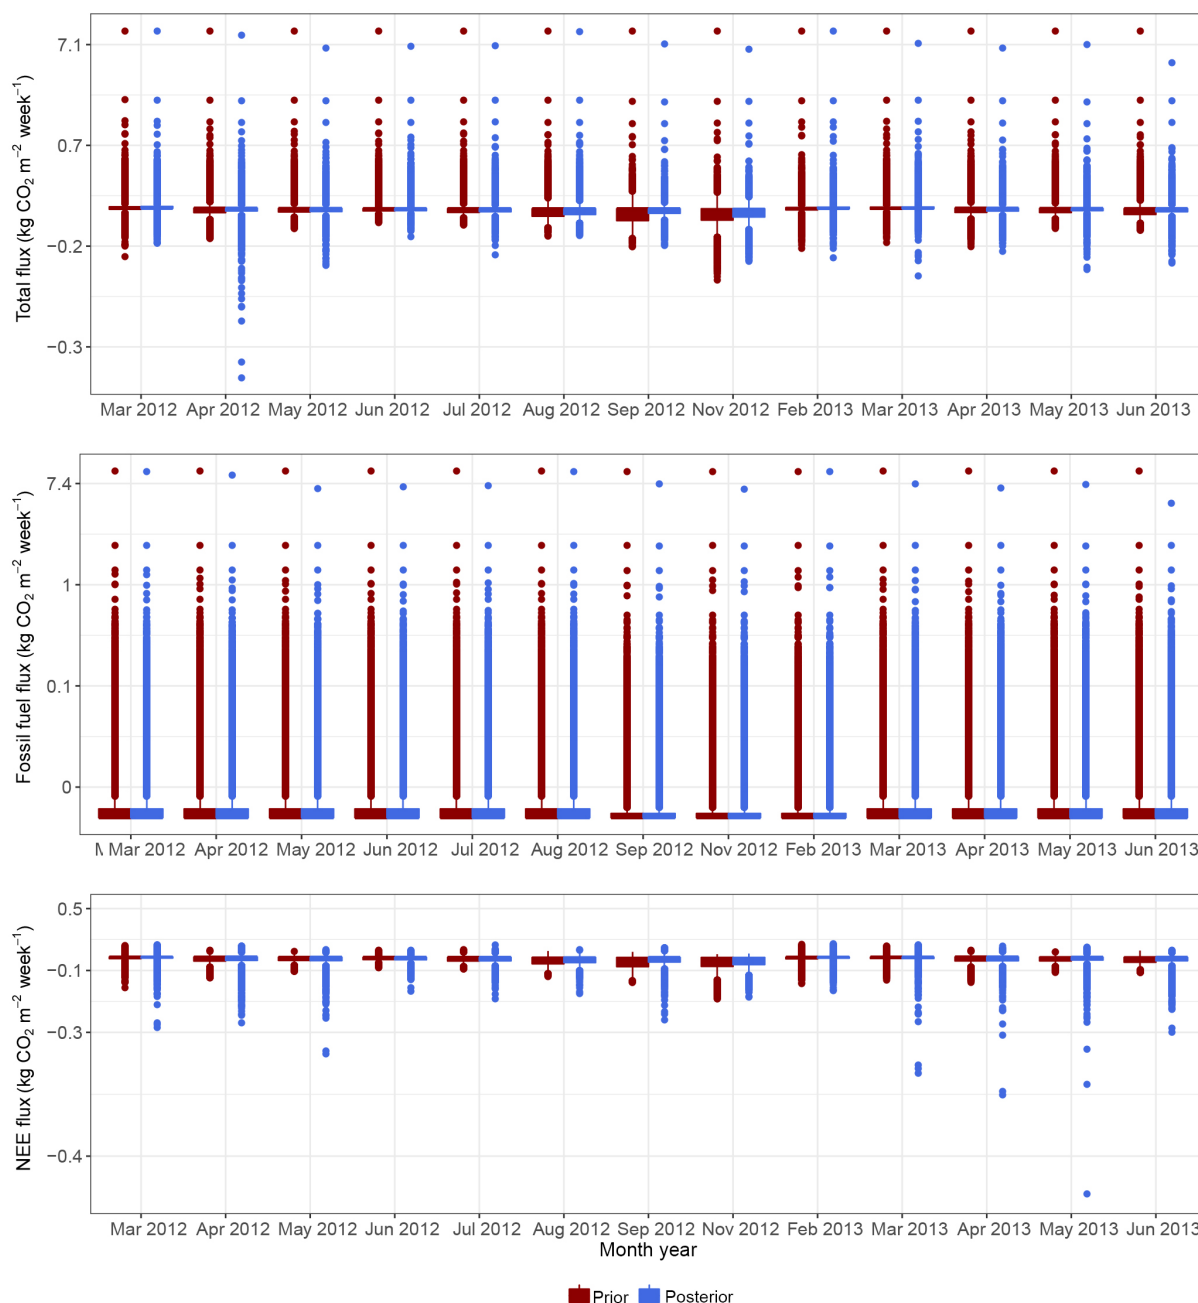 Total flux (kg CO₂ m⁻² week⁻¹)
7.1
0.7
−0.2
−0.3
Mar 2012 Apr 2012 May 2012 Jun 2012 Jul 2012 Aug 2012 Sep 2012 Nov 2012 Feb 2013 Mar 2013 Apr 2013 May 2013 Jun 2013
Fossil fuel flux (kg CO₂ m⁻² week⁻¹)
7.4
1
0.1
0
M Mar 2012 Apr 2012 May 2012 Jun 2012 Jul 2012 Aug 2012 Sep 2012 Nov 2012 Feb 2013 Mar 2013 Apr 2013 May 2013 Jun 2013
NEE flux (kg CO₂ m⁻² week⁻¹)
0.5
−0.1
−0.3
−0.4
Mar 2012 Apr 2012 May 2012 Jun 2012 Jul 2012 Aug 2012 Sep 2012 Nov 2012 Feb 2013 Mar 2013 Apr 2013 May 2013 Jun 2013
Month year
Prior Posterior